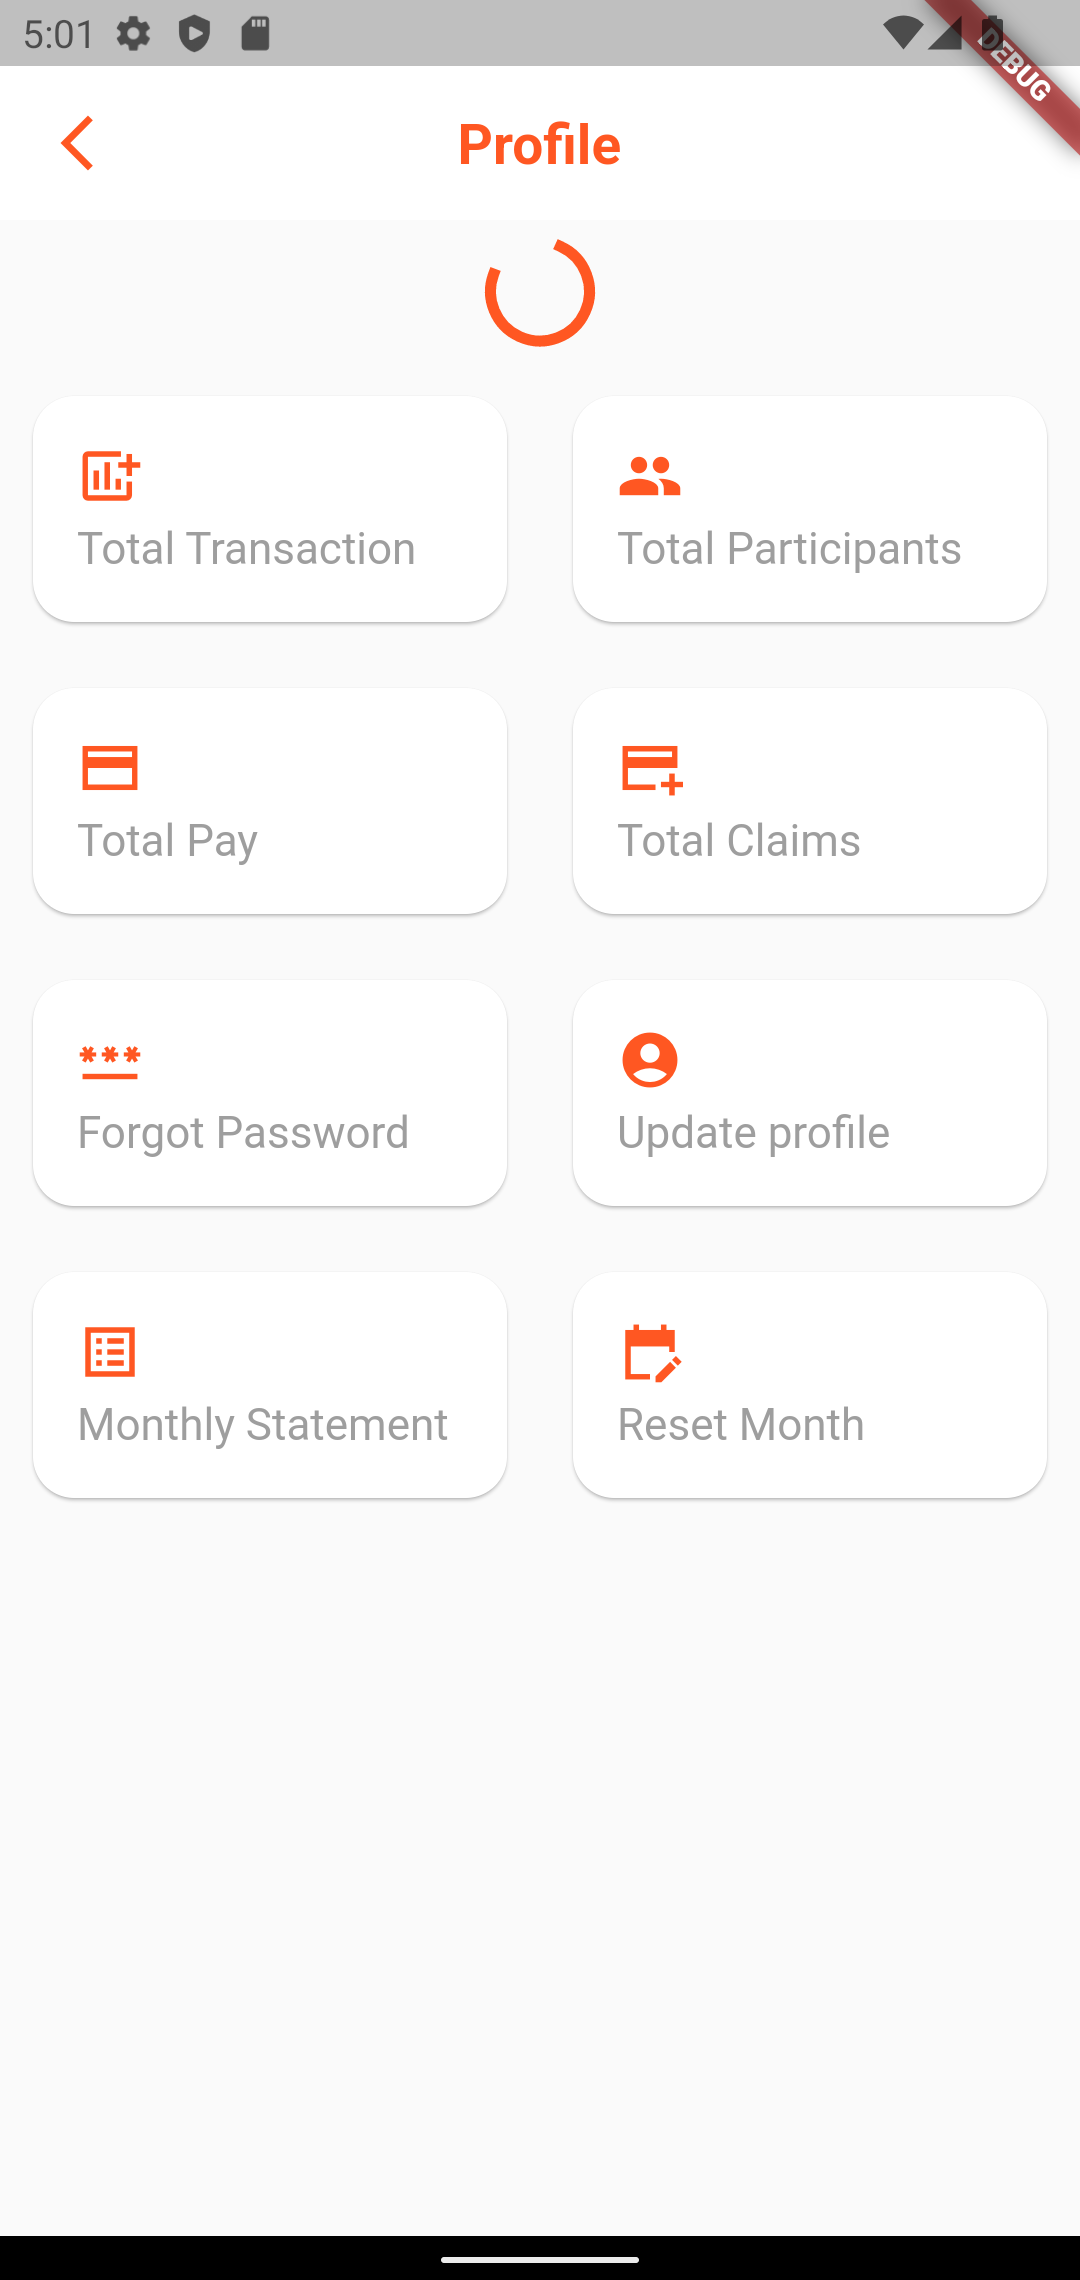 5:01
DEBUG
Profile
Total Transaction
Total Participants
Total Pay
Total Claims
***
Forgot Password
Update profile
Monthly Statement
Reset Month